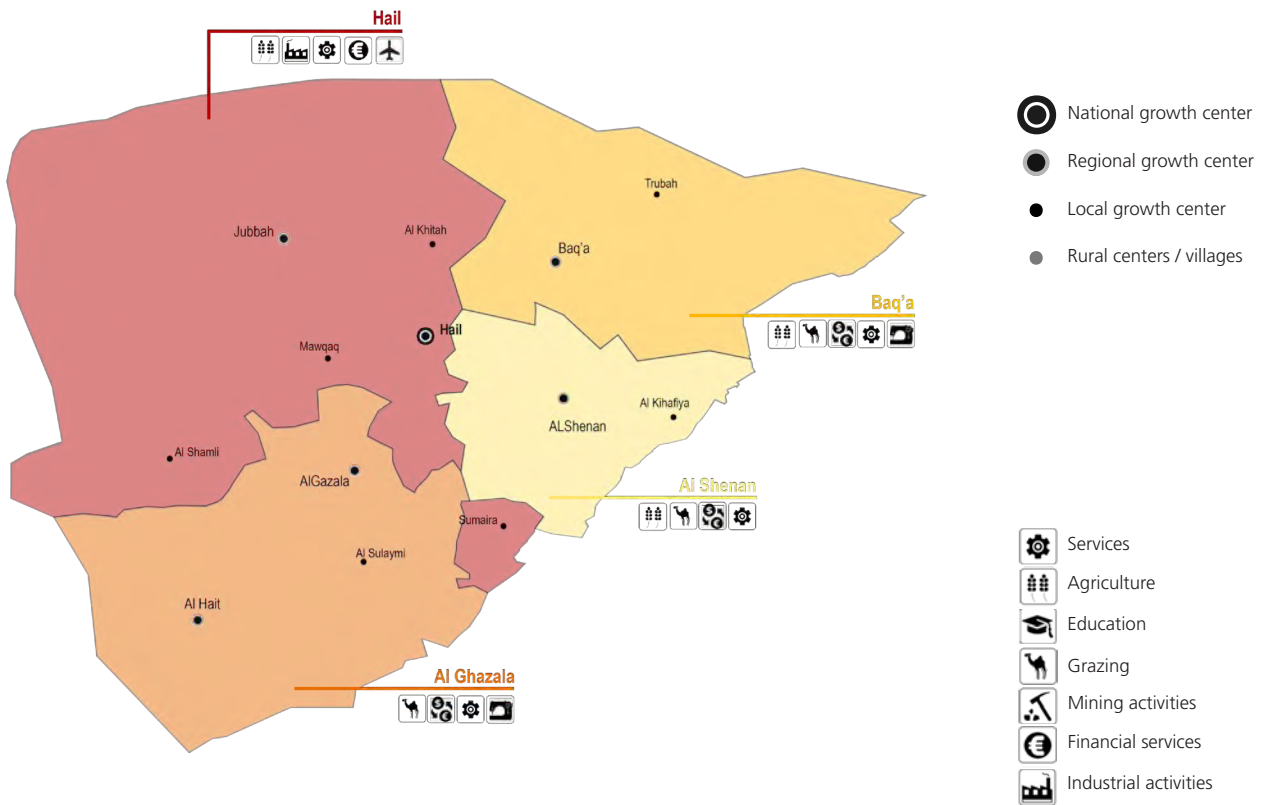 Hail
National growth center
Regional growth center
Trubah
Local growth center
Jubbah
Al Khitah
Baq'a
Rural centers / villages
Baq'a
Hail
Mawqaq
ALShenan
Al Kihafiya
Al Shamli
AlGazala
Al Shenan
Sumaira
Al Sulaymi
Al Hait
Al Ghazala
Services
Agriculture
Education
Grazing
Mining activities
Financial services
Industrial activities